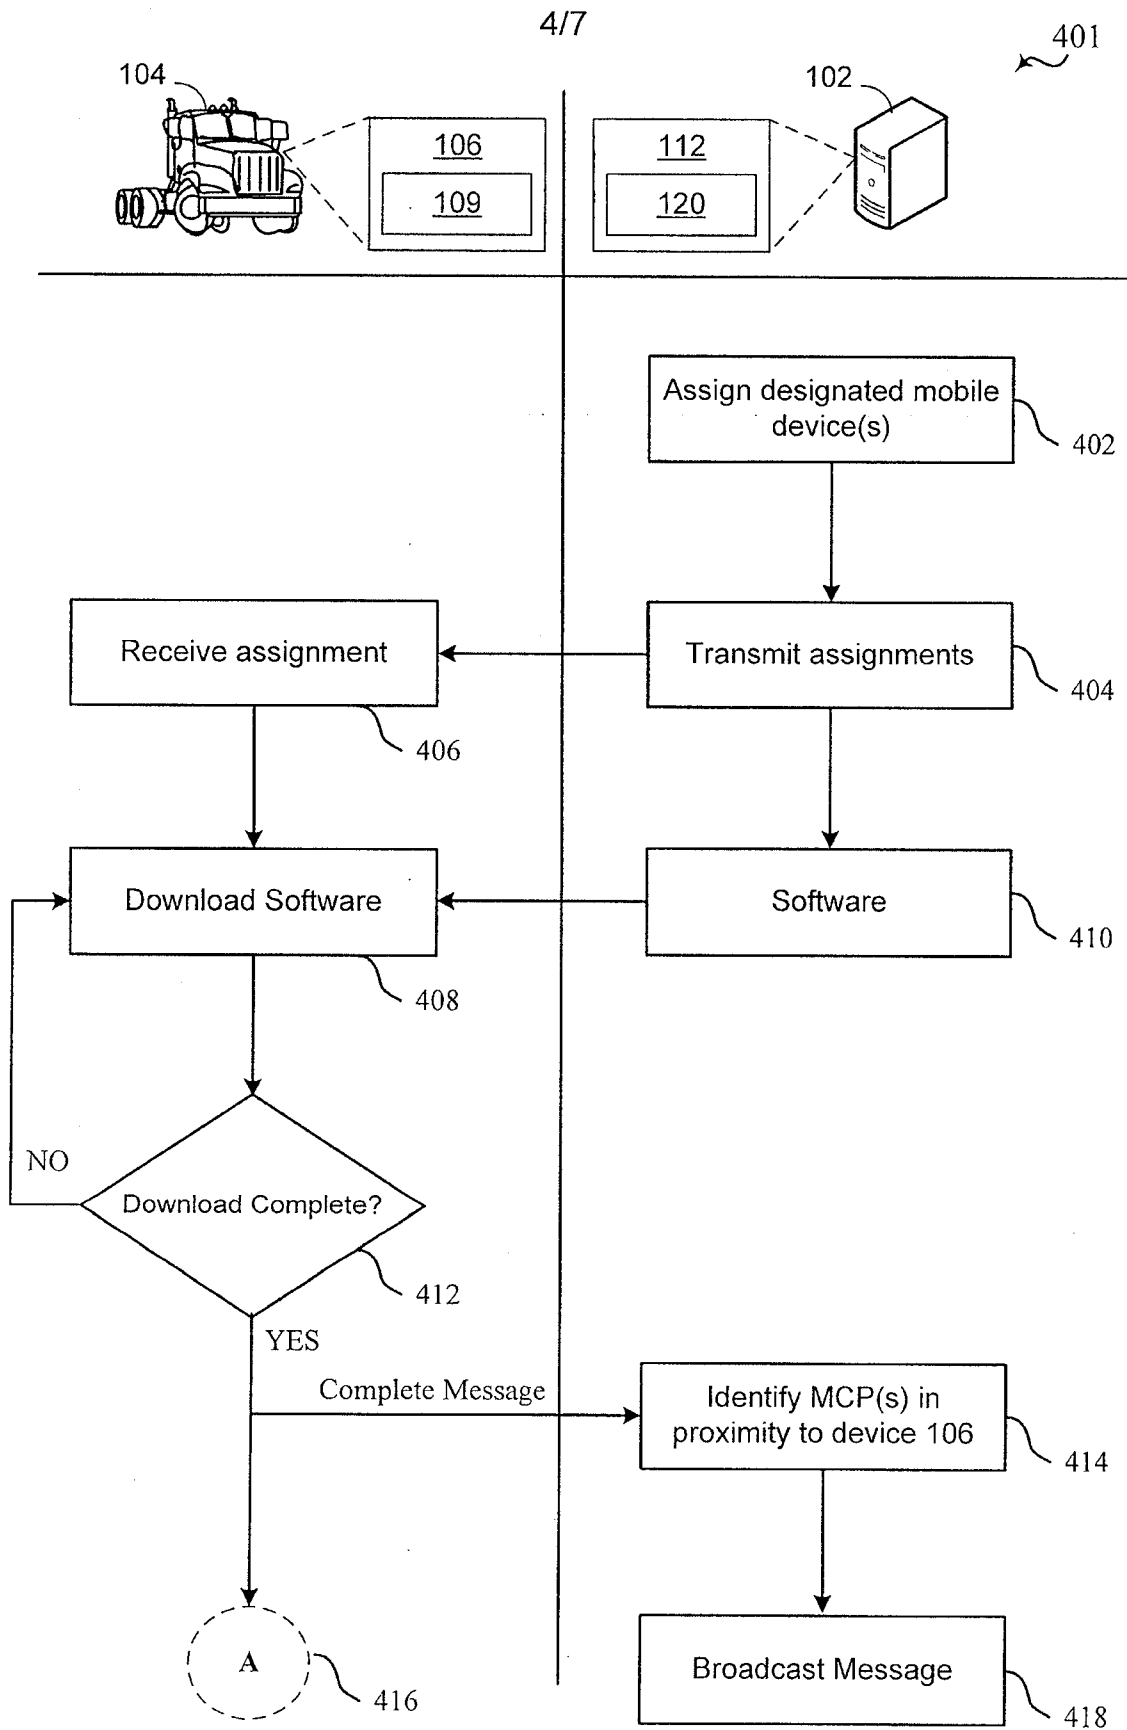 4/7
401
104
102
106
112
109
120
Assign designated mobile
device(s)
402
Receive assignment
Transmit assignments
404
406
Download Software
Software
410
408
NO
Download Complete?
412
YES
Complete Message
Identify MCP(s) in
proximity to device 106
414
A
416
Broadcast Message
418